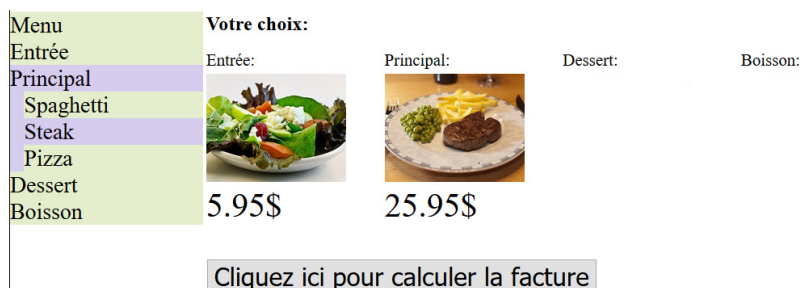 Menu
Entrée
Principal
Spaghetti
Steak
Pizza
Dessert
Boisson
Votre choix:
Entrée: Principal: Dessert: Boisson:
5.95$ 25.95$
Cliquez ici pour calculer la facture